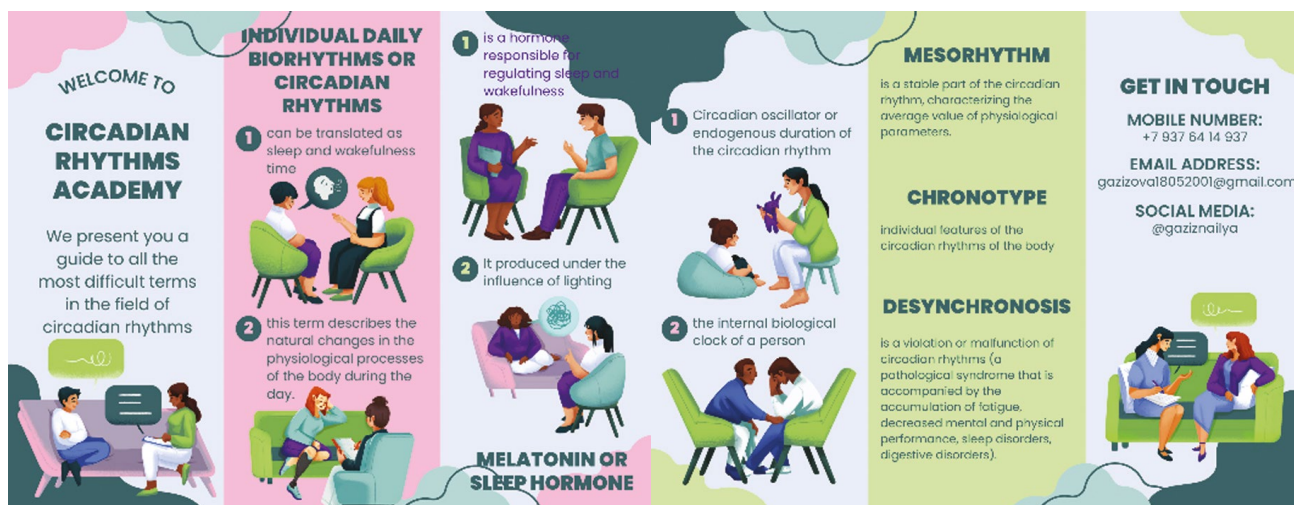 WELCOME TO
CIRCADIAN
RHYTHMS
ACADEMY
We present you a
guide to all the
most difficult terms
in the field of
circadian rhythms
INDIVIDUAL DAILY
BIORHYTHMS OR
CIRCADIAN
RHYTHMS
1 can be translated as
sleep and wakefulness
time
2 this term describes the
natural changes in the
physiological processes
of the body during the
day.
1 is a hormone
responsible for
regulating sleep and
wakefulness
2 It produced under the
influence of lighting
MELATONIN OR
SLEEP HORMONE
1 Circadian oscillator or
endogenous duration of
the circadian rhythm
2 the internal biological
clock of a person
MESORHYTHM
is a stable part of the circadian
rhythm, characterizing the
average value of physiological
parameters.
CHRONOTYPE
individual features of the
circadian rhythms of the body
DESYNCHRONOSIS
is a violation or malfunction of
circadian rhythms (a
pathological syndrome that is
accompanied by the
accumulation of fatigue.
decreased mental and physical
performance, sleep disorders,
digestive disorders).
GET IN TOUCH
MOBILE NUMBER:
+7 937 64 14 937
EMAIL ADDRESS:
gazizova18052001@gmail.com
SOCIAL MEDIA:
@gaziznailya